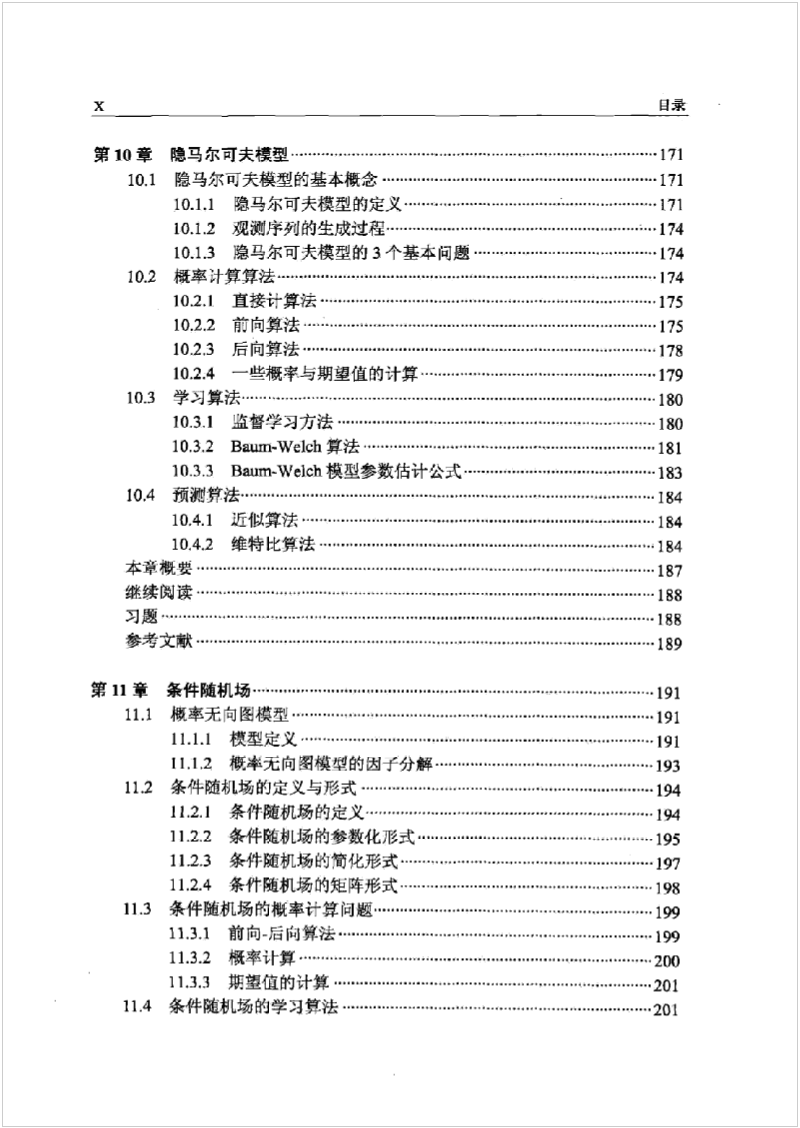 X 目录
第 10 章 隐马尔可夫模型 171
10.1 隐马尔可夫模型的基本概念 171
10.1.1 隐马尔可夫模型的定义 171
10.1.2 观测序列的生成过程 174
10.1.3 隐马尔可夫模型的 3 个基本问题 174
10.2 概率计算算法 174
10.2.1 直接计算法 175
10.2.2 前向算法 175
10.2.3 后向算法 178
10.2.4 一些概率与期望值的计算 179
10.3 学习算法 180
10.3.1 监督学习方法 180
10.3.2 Baum-Welch 算法 181
10.3.3 Baum-Welch 模型参数估计公式 183
10.4 预测算法 184
10.4.1 近似算法 184
10.4.2 维特比算法 184
本章概要 187
继续阅读 188
习题 188
参考文献 189
第 11 章 条件随机场 191
11.1 概率无向图模型 191
11.1.1 模型定义 191
11.1.2 概率无向图模型的因子分解 193
11.2 条件随机场的定义与形式 194
11.2.1 条件随机场的定义 194
11.2.2 条件随机场的参数化形式 195
11.2.3 条件随机场的简化形式 197
11.2.4 条件随机场的矩阵形式 198
11.3 条件随机场的概率计算问题 199
11.3.1 前向-后向算法 199
11.3.2 概率计算 200
11.3.3 期望值的计算 201
11.4 条件随机场的学习算法 201